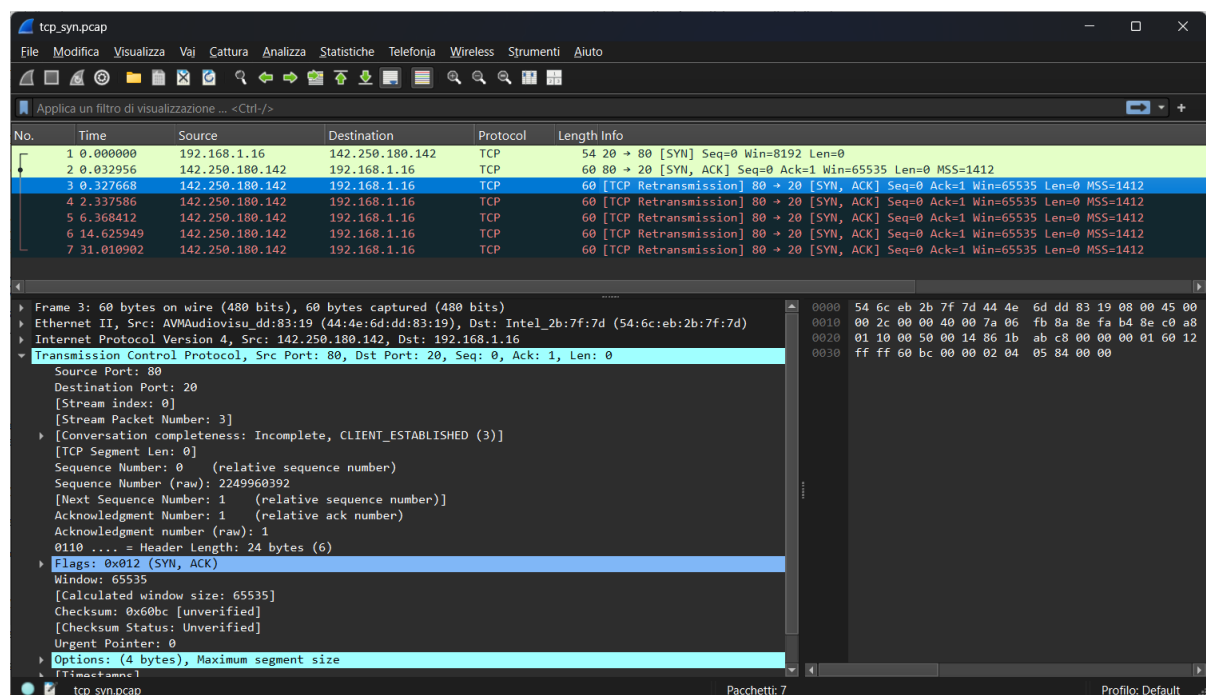 tcp_syn.pcap
File Modifica Visualizza Vai Cattura Analizza Statistiche Telefonia Wireless Strumenti Aiuto
Applica un filtro di visualizzazione ... <Ctrl-/>
No. Time Source Destination Protocol Length Info
1 0.000000 192.168.1.16 142.250.180.142 TCP 54 20 → 80 [SYN] Seq=0 Win=8192 Len=0
2 0.032956 142.250.180.142 192.168.1.16 TCP 60 80 → 20 [SYN, ACK] Seq=0 Ack=1 Win=65535 Len=0 MSS=1412
3 0.327668 142.250.180.142 192.168.1.16 TCP 60 [TCP Retransmission] 80 → 20 [SYN, ACK] Seq=0 Ack=1 Win=65535 Len=0 MSS=1412
4 2.337586 142.250.180.142 192.168.1.16 TCP 60 [TCP Retransmission] 80 → 20 [SYN, ACK] Seq=0 Ack=1 Win=65535 Len=0 MSS=1412
5 6.368412 142.250.180.142 192.168.1.16 TCP 60 [TCP Retransmission] 80 → 20 [SYN, ACK] Seq=0 Ack=1 Win=65535 Len=0 MSS=1412
6 14.625949 142.250.180.142 192.168.1.16 TCP 60 [TCP Retransmission] 80 → 20 [SYN, ACK] Seq=0 Ack=1 Win=65535 Len=0 MSS=1412
7 31.010902 142.250.180.142 192.168.1.16 TCP 60 [TCP Retransmission] 80 → 20 [SYN, ACK] Seq=0 Ack=1 Win=65535 Len=0 MSS=1412
Frame 3: 60 bytes on wire (480 bits), 60 bytes captured (480 bits)
Ethernet II, Src: AVMAudiovisu_dd:83:19 (44:4e:6d:dd:83:19), Dst: Intel_2b:7f:7d (54:6c:eb:2b:7f:7d)
Internet Protocol Version 4, Src: 142.250.180.142, Dst: 192.168.1.16
Transmission Control Protocol, Src Port: 80, Dst Port: 20, Seq: 0, Ack: 1, Len: 0
Source Port: 80
Destination Port: 20
[Stream index: 0]
[Stream Packet Number: 3]
[Conversation completeness: Incomplete, CLIENT_ESTABLISHED (3)]
[TCP Segment Len: 0]
Sequence Number: 0 (relative sequence number)
Sequence Number (raw): 2249960392
[Next Sequence Number: 1 (relative sequence number)]
Acknowledgment Number: 1 (relative ack number)
Acknowledgment number (raw): 1
0110 .... = Header Length: 24 bytes (6)
Flags: 0x012 (SYN, ACK)
Window: 65535
[Calculated window size: 65535]
Checksum: 0x60bc [unverified]
[Checksum Status: Unverified]
Urgent Pointer: 0
Options: (4 bytes), Maximum segment size
[Timestamps]
0000 54 6c eb 2b 7f 7d 44 4e 6d dd 83 19 08 00 45 00
0010 00 2c 00 00 40 00 7a 06 fb 8a 8e fa b4 8e c0 a8
0020 01 10 00 50 00 14 86 1b ab c8 00 00 00 01 60 12
0030 ff ff 60 bc 00 00 02 04 05 84 00 00
tcp_syn.pcap
Pacchetti: 7
Profilo: Default